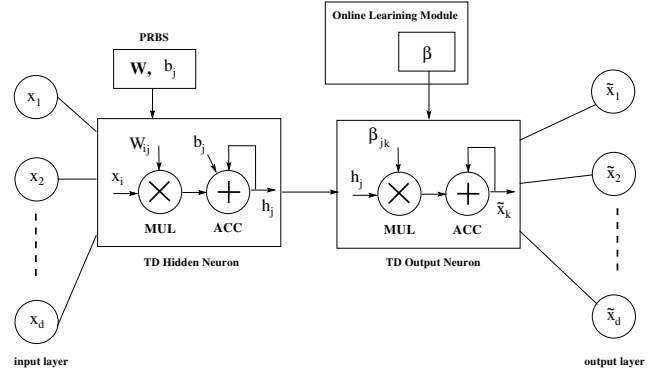 Online Learining Module
PRBS
W, b_j
β
x_1
x_2
x_d
input layer
W_ij
b_j
x_i
h_j
MUL
ACC
TD Hidden Neuron
β_jk
h_j
x̃_k
MUL
ACC
TD Output Neuron
x̃_1
x̃_2
x̃_d
output layer